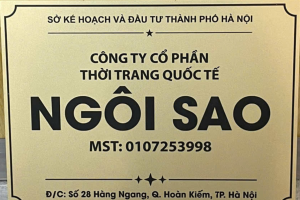 SỞ KẾ HOẠCH VÀ ĐẦU TƯ THÀNH PHỐ HÀ NỘI
CÔNG TY CỔ PHẦN
THỜI TRANG QUỐC TẾ
NGÔI SAO
MST: 0107253998
Đ/C: Số 28 Hàng Ngang, Q. Hoàn Kiếm, TP. Hà Nội